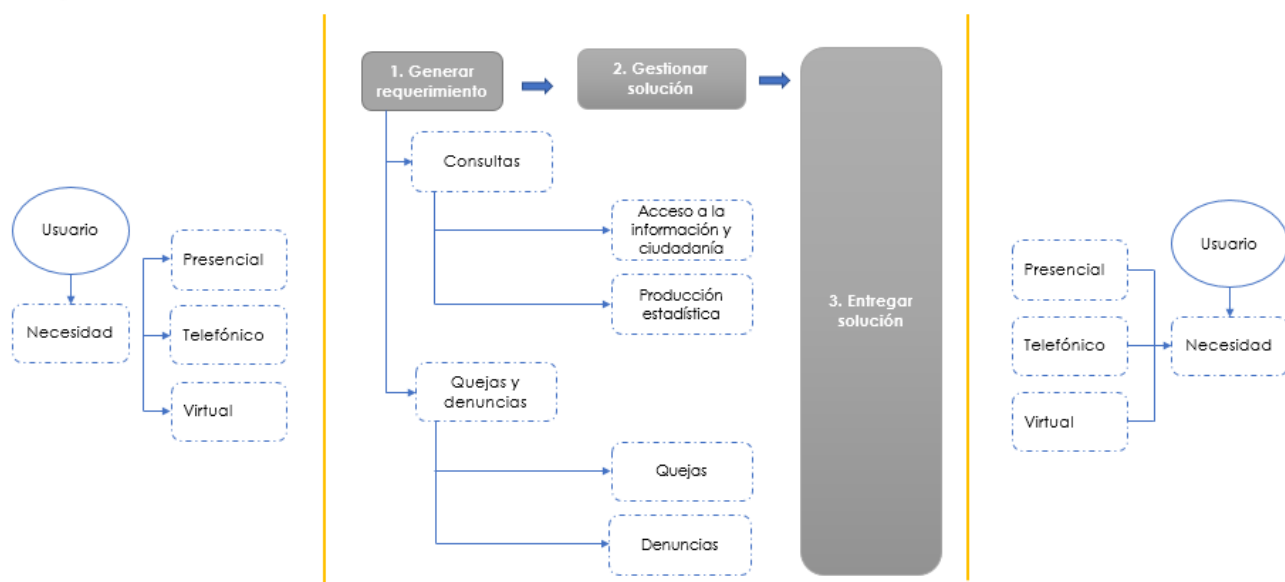 Usuario
Necesidad
Presencial
Telefónico
Virtual
1. Generar
requerimiento
2. Gestionar
solución
Consultas
Acceso a la
información y
ciudadanía
Producción
estadística
Quejas y
denuncias
Quejas
Denuncias
3. Entregar
solución
Presencial
Telefónico
Virtual
Usuario
Necesidad